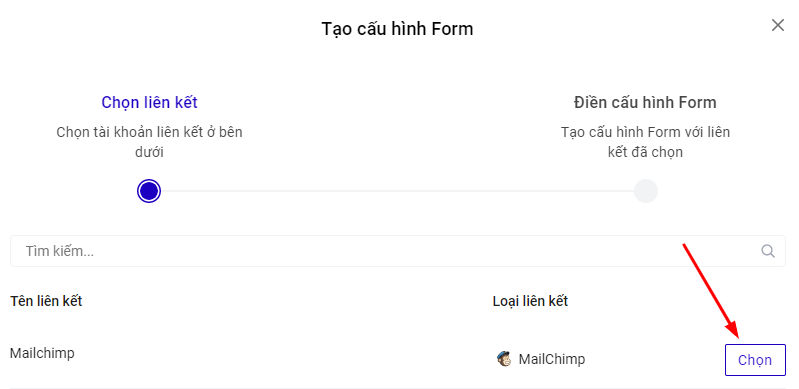 Tạo cấu hình Form
Chọn liên kết
Chọn tài khoản liên kết ở bên
dưới
Điền cấu hình Form
Tạo cấu hình Form với liên
kết đã chọn
Tìm kiếm...
Tên liên kết
Loại liên kết
Mailchimp
MailChimp
Chọn